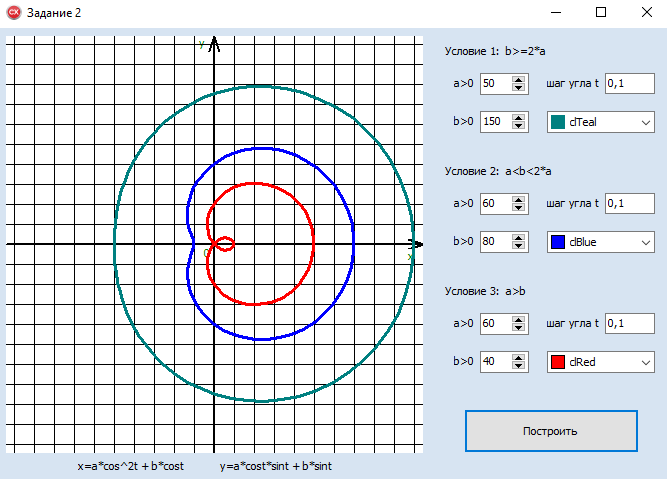 CX Задание 2
y
0
x
x=a*cos^2t + b*cost y=a*cost*sint + b*sint
Условие 1: b>=2*a
a>0 50 шаг угла t 0,1
b>0 150 clTeal
Условие 2: a<b<2*a
a>0 60 шаг угла t 0,1
b>0 80 clBlue
Условие 3: a>b
a>0 60 шаг угла t 0,1
b>0 40 clRed
Построить